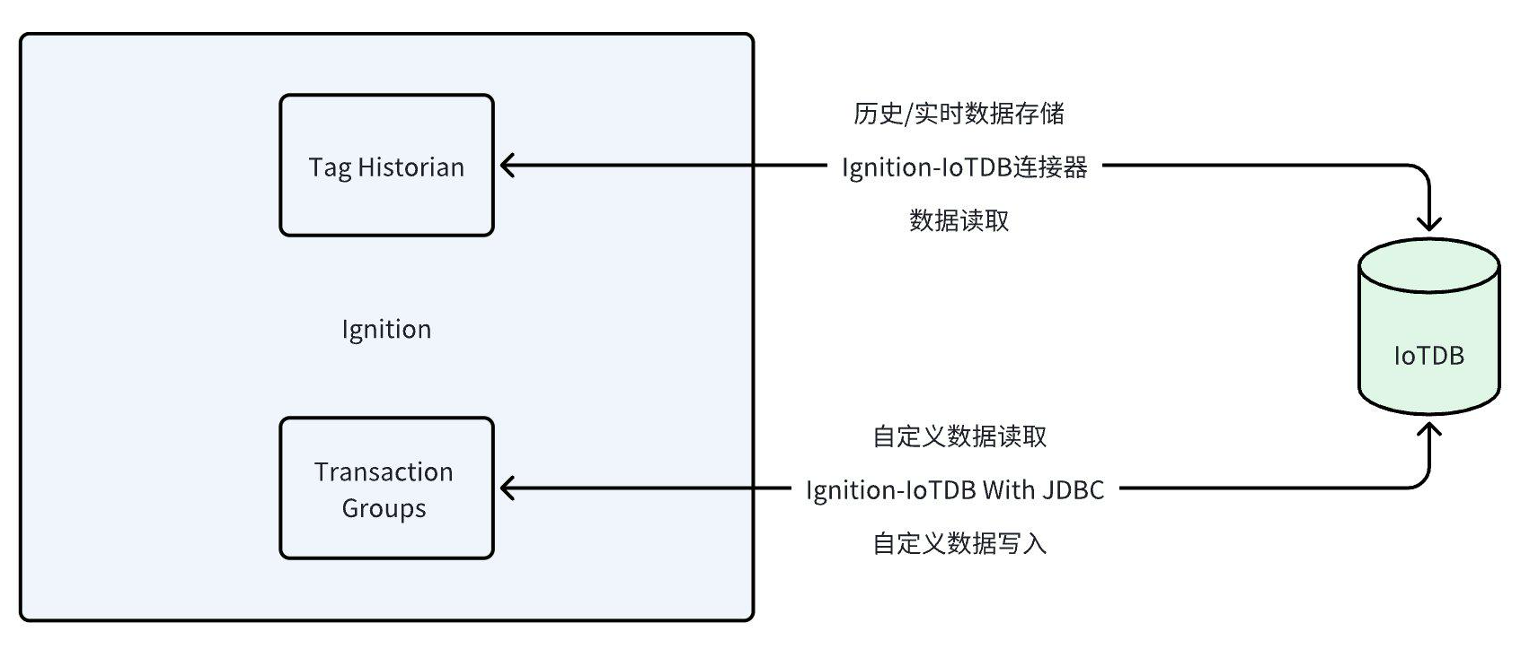 历史/实时数据存储
Tag Historian
Ignition-IoTDB连接器
数据读取
Ignition
IoTDB
自定义数据读取
Transaction
Groups
Ignition-IoTDB With JDBC
自定义数据写入